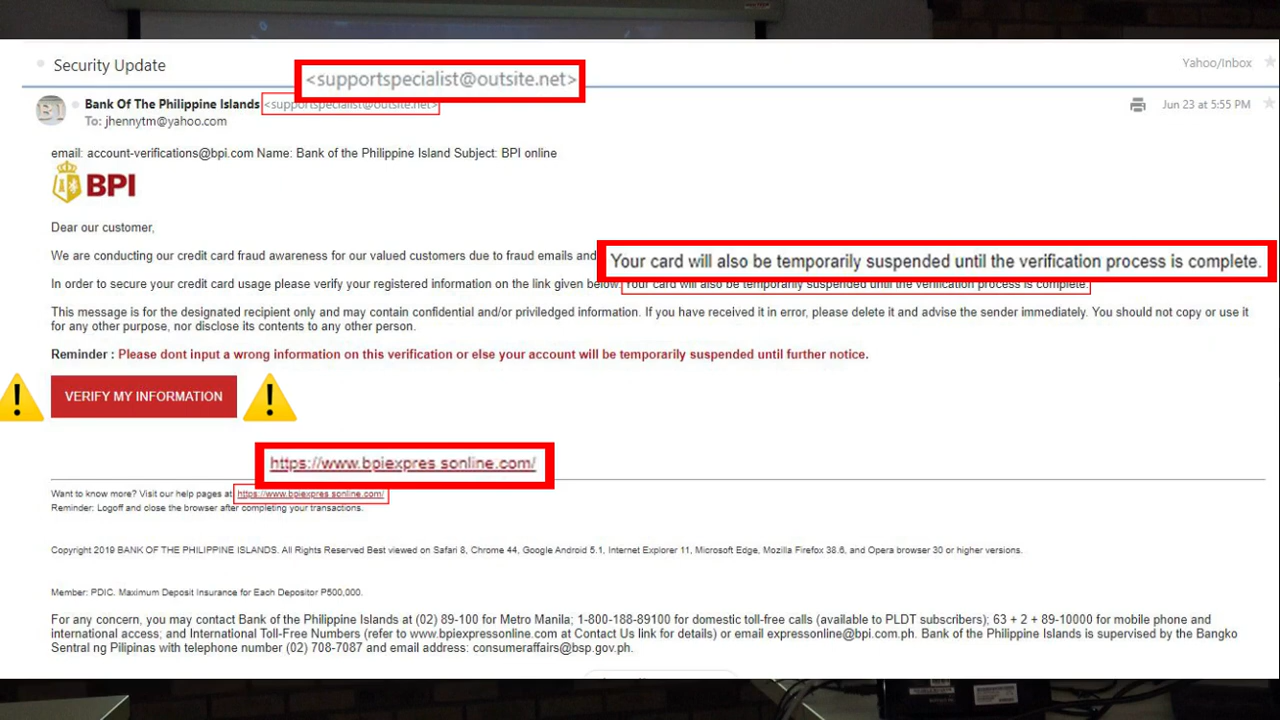 Security Update
Yahoo/Inbox
<supportspecialist@outsite.net>
Bank Of The Philippine Islands <supportspecialist@outsite.net>
Jun 23 at 5:55 PM
To: jhennytm@yahoo.com
email: account-verifications@bpi.com Name: Bank of the Philippine Island Subject: BPI online
BPI
Dear our customer,
We are conducting our credit card fraud awareness for our valued customers due to fraud emails and
Your card will also be temporarily suspended until the verification process is complete.
In order to secure your credit card usage please verify your registered information on the link given below. Your card will also be temporarily suspended until the verification process is complete.
This message is for the designated recipient only and may contain confidential and/or priviledged information. If you have received it in error, please delete it and advise the sender immediately. You should not copy or use it
for any other purpose, nor disclose its contents to any other person.
Reminder : Please dont input a wrong information on this verification or else your account will be temporarily suspended until further notice.
VERIFY MY INFORMATION
https://www.bpiexpres sonline.com/
Want to know more? Visit our help pages at https://www.bpiexpres sonline.com/
Reminder: Logoff and close the browser after completing your transactions.
Copyright 2019 BANK OF THE PHILIPPINE ISLANDS. All Rights Reserved Best viewed on Safari 8, Chrome 44, Google Android 5.1, Internet Explorer 11, Microsoft Edge, Mozilla Firefox 38.6, and Opera browser 30 or higher versions.
Member: PDIC. Maximum Deposit Insurance for Each Depositor P500,000.
For any concern, you may contact Bank of the Philippine Islands at (02) 89-100 for Metro Manila; 1-800-188-89100 for domestic toll-free calls (available to PLDT subscribers); 63 + 2 + 89-10000 for mobile phone and
international access; and International Toll-Free Numbers (refer to www.bpiexpressonline.com at Contact Us link for details) or email expressonline@bpi.com.ph. Bank of the Philippine Islands is supervised by the Bangko
Sentral ng Pilipinas with telephone number (02) 708-7087 and email address: consumeraffairs@bsp.gov.ph.